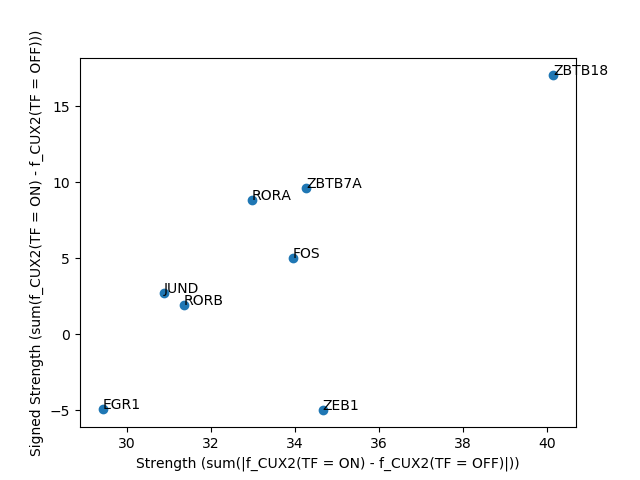 ZBTB18
15
ZBTB7A
10
RORA
FOS
5
JUND
RORB
0
EGR1
ZEB1
−5
30 32 34 36 38 40
Strength (sum(|f_CUX2(TF = ON) - f_CUX2(TF = OFF)|))
Signed Strength (sum(f_CUX2(TF = ON) - f_CUX2(TF = OFF)))